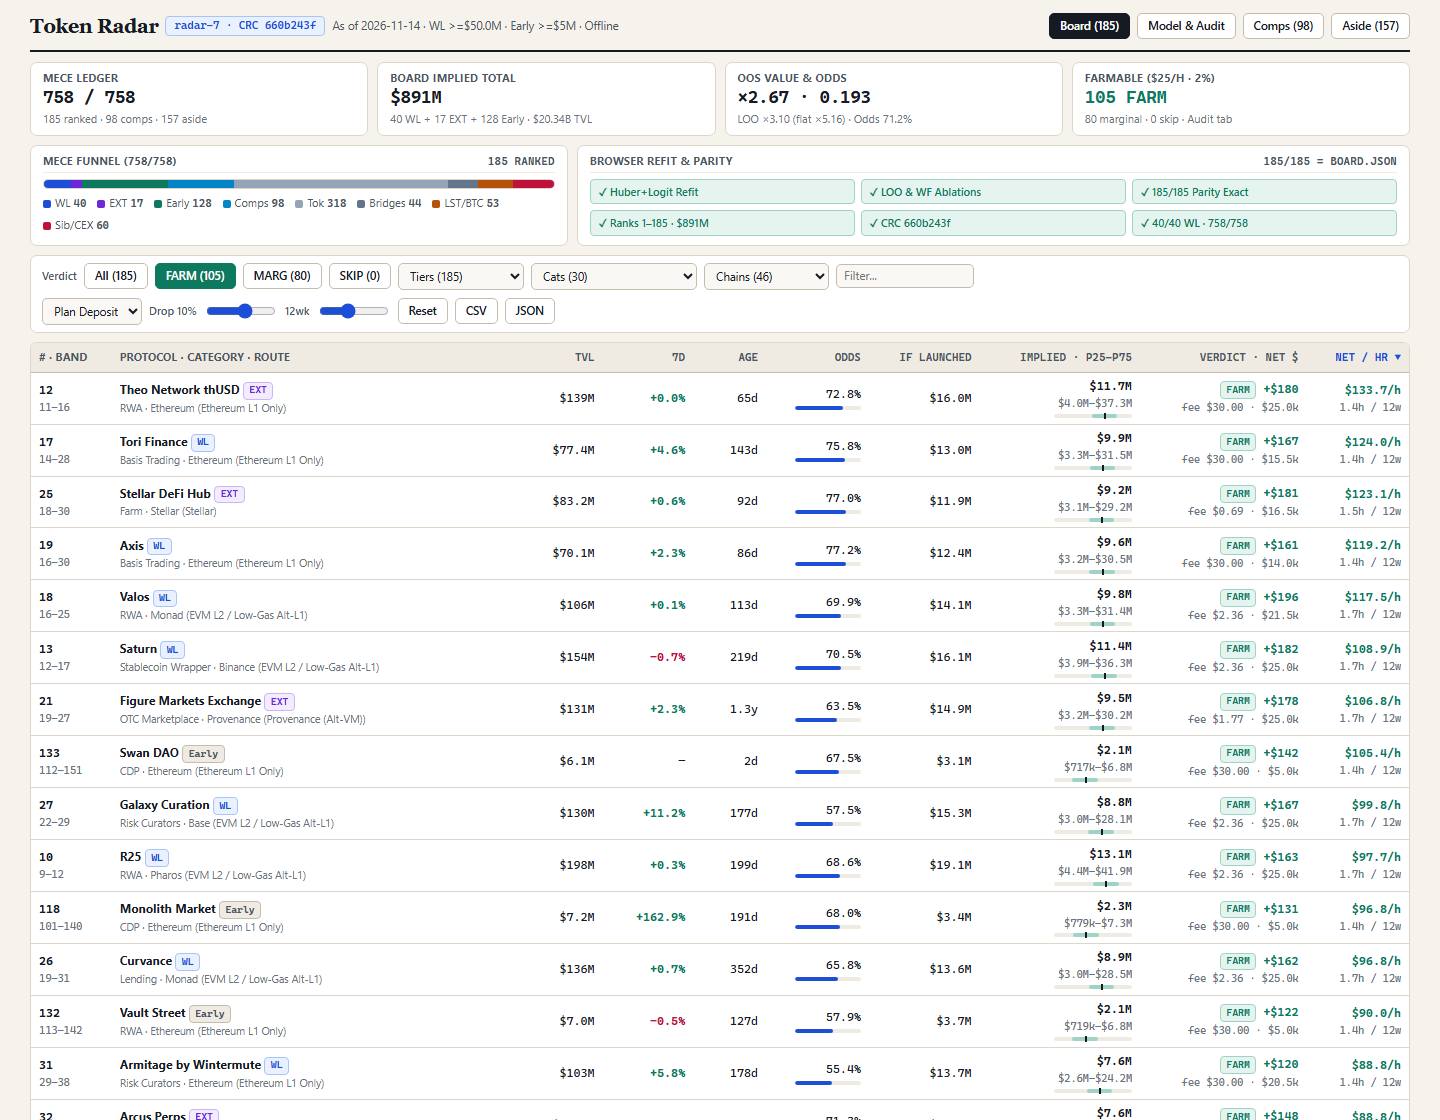 Token Radar radar-7 · CRC 660b243f As of 2026-11-14 · WL >=$50.0M · Early >=$5M · Offline Board (185) Model & Audit Comps (98) Aside (157)
MECE LEDGER
758 / 758
185 ranked · 98 comps · 157 aside
BOARD IMPLIED TOTAL
$891M
40 WL + 17 EXT + 128 Early · $20.34B TVL
OOS VALUE & ODDS
×2.67 · 0.193
LOO ×3.10 (flat ×5.16) · Odds 71.2%
FARMABLE ($25/H · 2%)
105 FARM
80 marginal · 0 skip · Audit tab
MECE FUNNEL (758/758) 185 RANKED
WL 40 EXT 17 Early 128 Comps 98 Tok 318 Bridges 44 LST/BTC 53
Sib/CEX 60
BROWSER REFIT & PARITY 185/185 = BOARD.JSON
✓ Huber+Logit Refit ✓ LOO & WF Ablations ✓ 185/185 Parity Exact
✓ Ranks 1–185 · $891M ✓ CRC 660b243f ✓ 40/40 WL · 758/758
Verdict All (185) FARM (105) MARG (80) SKIP (0) Tiers (185) Cats (30) Chains (46) Filter...
Plan Deposit Drop 10% 12wk Reset CSV JSON
# · BAND PROTOCOL · CATEGORY · ROUTE TVL 7D AGE ODDS IF LAUNCHED IMPLIED · P25–P75 VERDICT · NET $ NET / HR ▼
12 Theo Network thUSD EXT $139M +0.0% 65d 72.8% $16.0M $11.7M FARM +$180 $133.7/h
11–16 RWA · Ethereum (Ethereum L1 Only) $4.0M–$37.3M fee $30.00 · $25.0k 1.4h / 12w
17 Tori Finance WL $77.4M +4.6% 143d 75.8% $13.0M $9.9M FARM +$167 $124.0/h
14–28 Basis Trading · Ethereum (Ethereum L1 Only) $3.3M–$31.5M fee $30.00 · $15.5k 1.4h / 12w
25 Stellar DeFi Hub EXT $83.2M +0.6% 92d 77.0% $11.9M $9.2M FARM +$181 $123.1/h
18–30 Farm · Stellar (Stellar) $3.1M–$29.2M fee $0.69 · $16.5k 1.5h / 12w
19 Axis WL $70.1M +2.3% 86d 77.2% $12.4M $9.6M FARM +$161 $119.2/h
16–30 Basis Trading · Ethereum (Ethereum L1 Only) $3.2M–$30.5M fee $30.00 · $14.0k 1.4h / 12w
18 Valos WL $106M +0.1% 113d 69.9% $14.1M $9.8M FARM +$196 $117.5/h
16–25 RWA · Monad (EVM L2 / Low-Gas Alt-L1) $3.3M–$31.4M fee $2.36 · $21.5k 1.7h / 12w
13 Saturn WL $154M −0.7% 219d 70.5% $16.1M $11.4M FARM +$182 $108.9/h
12–17 Stablecoin Wrapper · Binance (EVM L2 / Low-Gas Alt-L1) $3.9M–$36.3M fee $2.36 · $25.0k 1.7h / 12w
21 Figure Markets Exchange EXT $131M +2.3% 1.3y 63.5% $14.9M $9.5M FARM +$178 $106.8/h
19–27 OTC Marketplace · Provenance (Provenance (Alt-VM)) $3.2M–$30.2M fee $1.77 · $25.0k 1.7h / 12w
133 Swan DAO Early $6.1M – 2d 67.5% $3.1M $2.1M FARM +$142 $105.4/h
112–151 CDP · Ethereum (Ethereum L1 Only) $717k–$6.8M fee $30.00 · $5.0k 1.4h / 12w
27 Galaxy Curation WL $130M +11.2% 177d 57.5% $15.3M $8.8M FARM +$167 $99.8/h
22–29 Risk Curators · Base (EVM L2 / Low-Gas Alt-L1) $3.0M–$28.1M fee $2.36 · $25.0k 1.7h / 12w
10 R25 WL $198M +0.3% 199d 68.6% $19.1M $13.1M FARM +$163 $97.7/h
9–12 RWA · Pharos (EVM L2 / Low-Gas Alt-L1) $4.4M–$41.9M fee $2.36 · $25.0k 1.7h / 12w
118 Monolith Market Early $7.2M +162.9% 191d 68.0% $3.4M $2.3M FARM +$131 $96.8/h
101–140 CDP · Ethereum (Ethereum L1 Only) $779k–$7.3M fee $30.00 · $5.0k 1.4h / 12w
26 Curvance WL $136M +0.7% 352d 65.8% $13.6M $8.9M FARM +$162 $96.8/h
19–31 Lending · Monad (EVM L2 / Low-Gas Alt-L1) $3.0M–$28.5M fee $2.36 · $25.0k 1.7h / 12w
132 Vault Street Early $7.0M −0.5% 127d 57.9% $3.7M $2.1M FARM +$122 $90.0/h
113–142 RWA · Ethereum (Ethereum L1 Only) $719k–$6.8M fee $30.00 · $5.0k 1.4h / 12w
31 Armitage by Wintermute WL $103M +5.8% 178d 55.4% $13.7M $7.6M FARM +$120 $88.8/h
29–38 Risk Curators · Ethereum (Ethereum L1 Only) $2.6M–$24.2M fee $30.00 · $20.5k 1.4h / 12w
32 Arcus Perps EXT $7.6M FARM +$148 $88.8/h